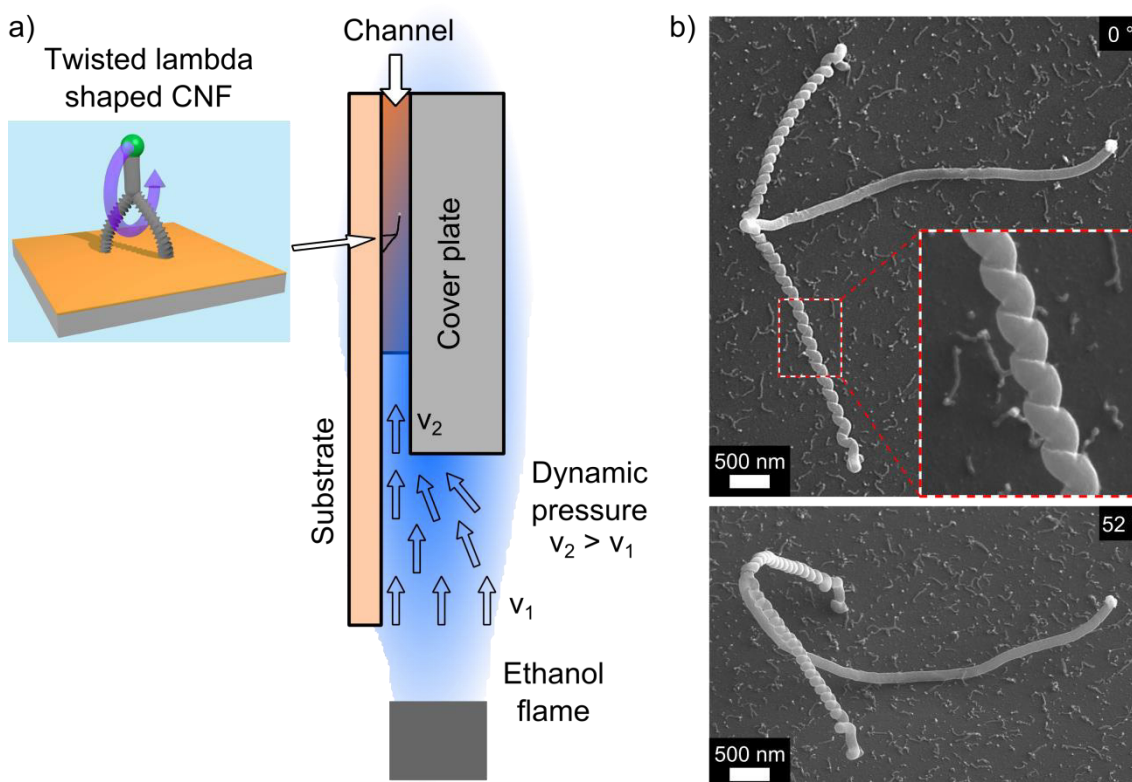 a)
Twisted lambda
shaped CNF
Channel
Cover plate
Substrate
v2
Dynamic
pressure
v2 > v1
v1
Ethanol
flame
b)
0 °
500 nm
52
500 nm